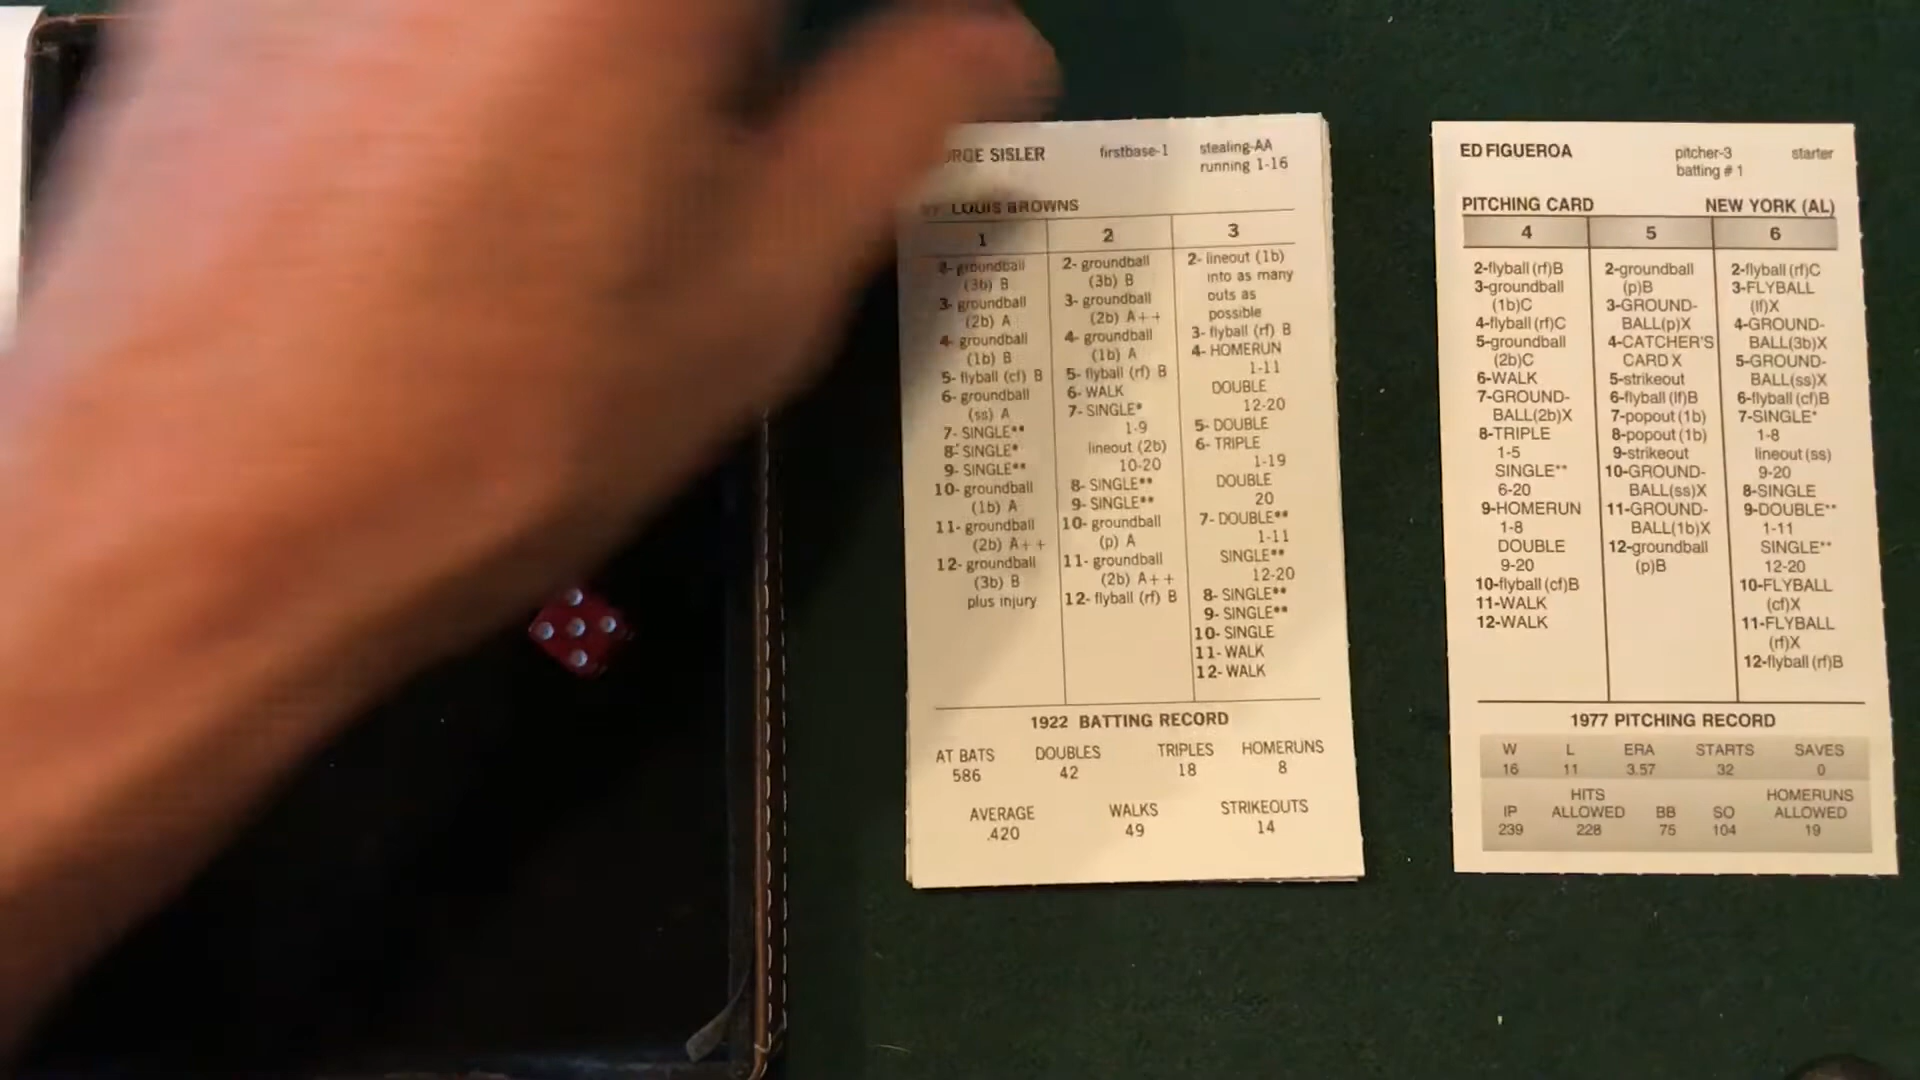 SISLER firstbase-1 stealing-AA
running 1-16
LOUIS BROWNS
1 2 3
2- groundball
(3b) B
3- groundball
(2b) A
4- groundball
(1b) B
5- flyball (cf) B
6- groundball
(ss) A
7- SINGLE**
8- SINGLE*
9- SINGLE**
10- groundball
(1b) A
11- groundball
(2b) A++
12- groundball
(3b) B
plus injury
2- groundball
(3b) B
3- groundball
(2b) A++
4- groundball
(1b) A
5- flyball (rf) B
6- WALK
7- SINGLE*
1-9
lineout (2b)
10-20
8- SINGLE**
9- SINGLE**
10- groundball
(p) A
11- groundball
(2b) A++
12- flyball (rf) B
2- lineout (1b)
into as many
outs as
possible
3- flyball (rf) B
4- HOMERUN
1-11
DOUBLE
12-20
5- DOUBLE
6- TRIPLE
1-19
DOUBLE
20
7- DOUBLE**
1-11
SINGLE**
12-20
8- SINGLE**
9- SINGLE**
10- SINGLE
11- WALK
12- WALK
1922 BATTING RECORD
AT BATS DOUBLES TRIPLES HOMERUNS
586 42 18 8
AVERAGE WALKS STRIKEOUTS
.420 49 14
ED FIGUEROA pitcher-3 starter
batting # 1
PITCHING CARD NEW YORK (AL)
4 5 6
2-flyball (rf)B
3-groundball
(1b)C
4-flyball (rf)C
5-groundball
(2b)C
6-WALK
7-GROUND-
BALL(2b)X
8-TRIPLE
1-5
SINGLE**
6-20
9-HOMERUN
1-8
DOUBLE
9-20
10-flyball (cf)B
11-WALK
12-WALK
2-groundball
(p)B
3-GROUND-
BALL(p)X
4-CATCHER'S
CARD X
5-strikeout
6-flyball (lf)B
7-popout (1b)
8-popout (1b)
9-strikeout
10-GROUND-
BALL(ss)X
11-GROUND-
BALL(1b)X
12-groundball
(p)B
2-flyball (rf)C
3-FLYBALL
(lf)X
4-GROUND-
BALL(3b)X
5-GROUND-
BALL(ss)X
6-flyball (cf)B
7-SINGLE*
1-8
lineout (ss)
9-20
8-SINGLE
9-DOUBLE**
1-11
SINGLE**
12-20
10-FLYBALL
(cf)X
11-FLYBALL
(rf)X
12-flyball (rf)B
1977 PITCHING RECORD
W L ERA STARTS SAVES
16 11 3.57 32 0
HITS HOMERUNS
IP ALLOWED BB SO ALLOWED
239 228 75 104 19